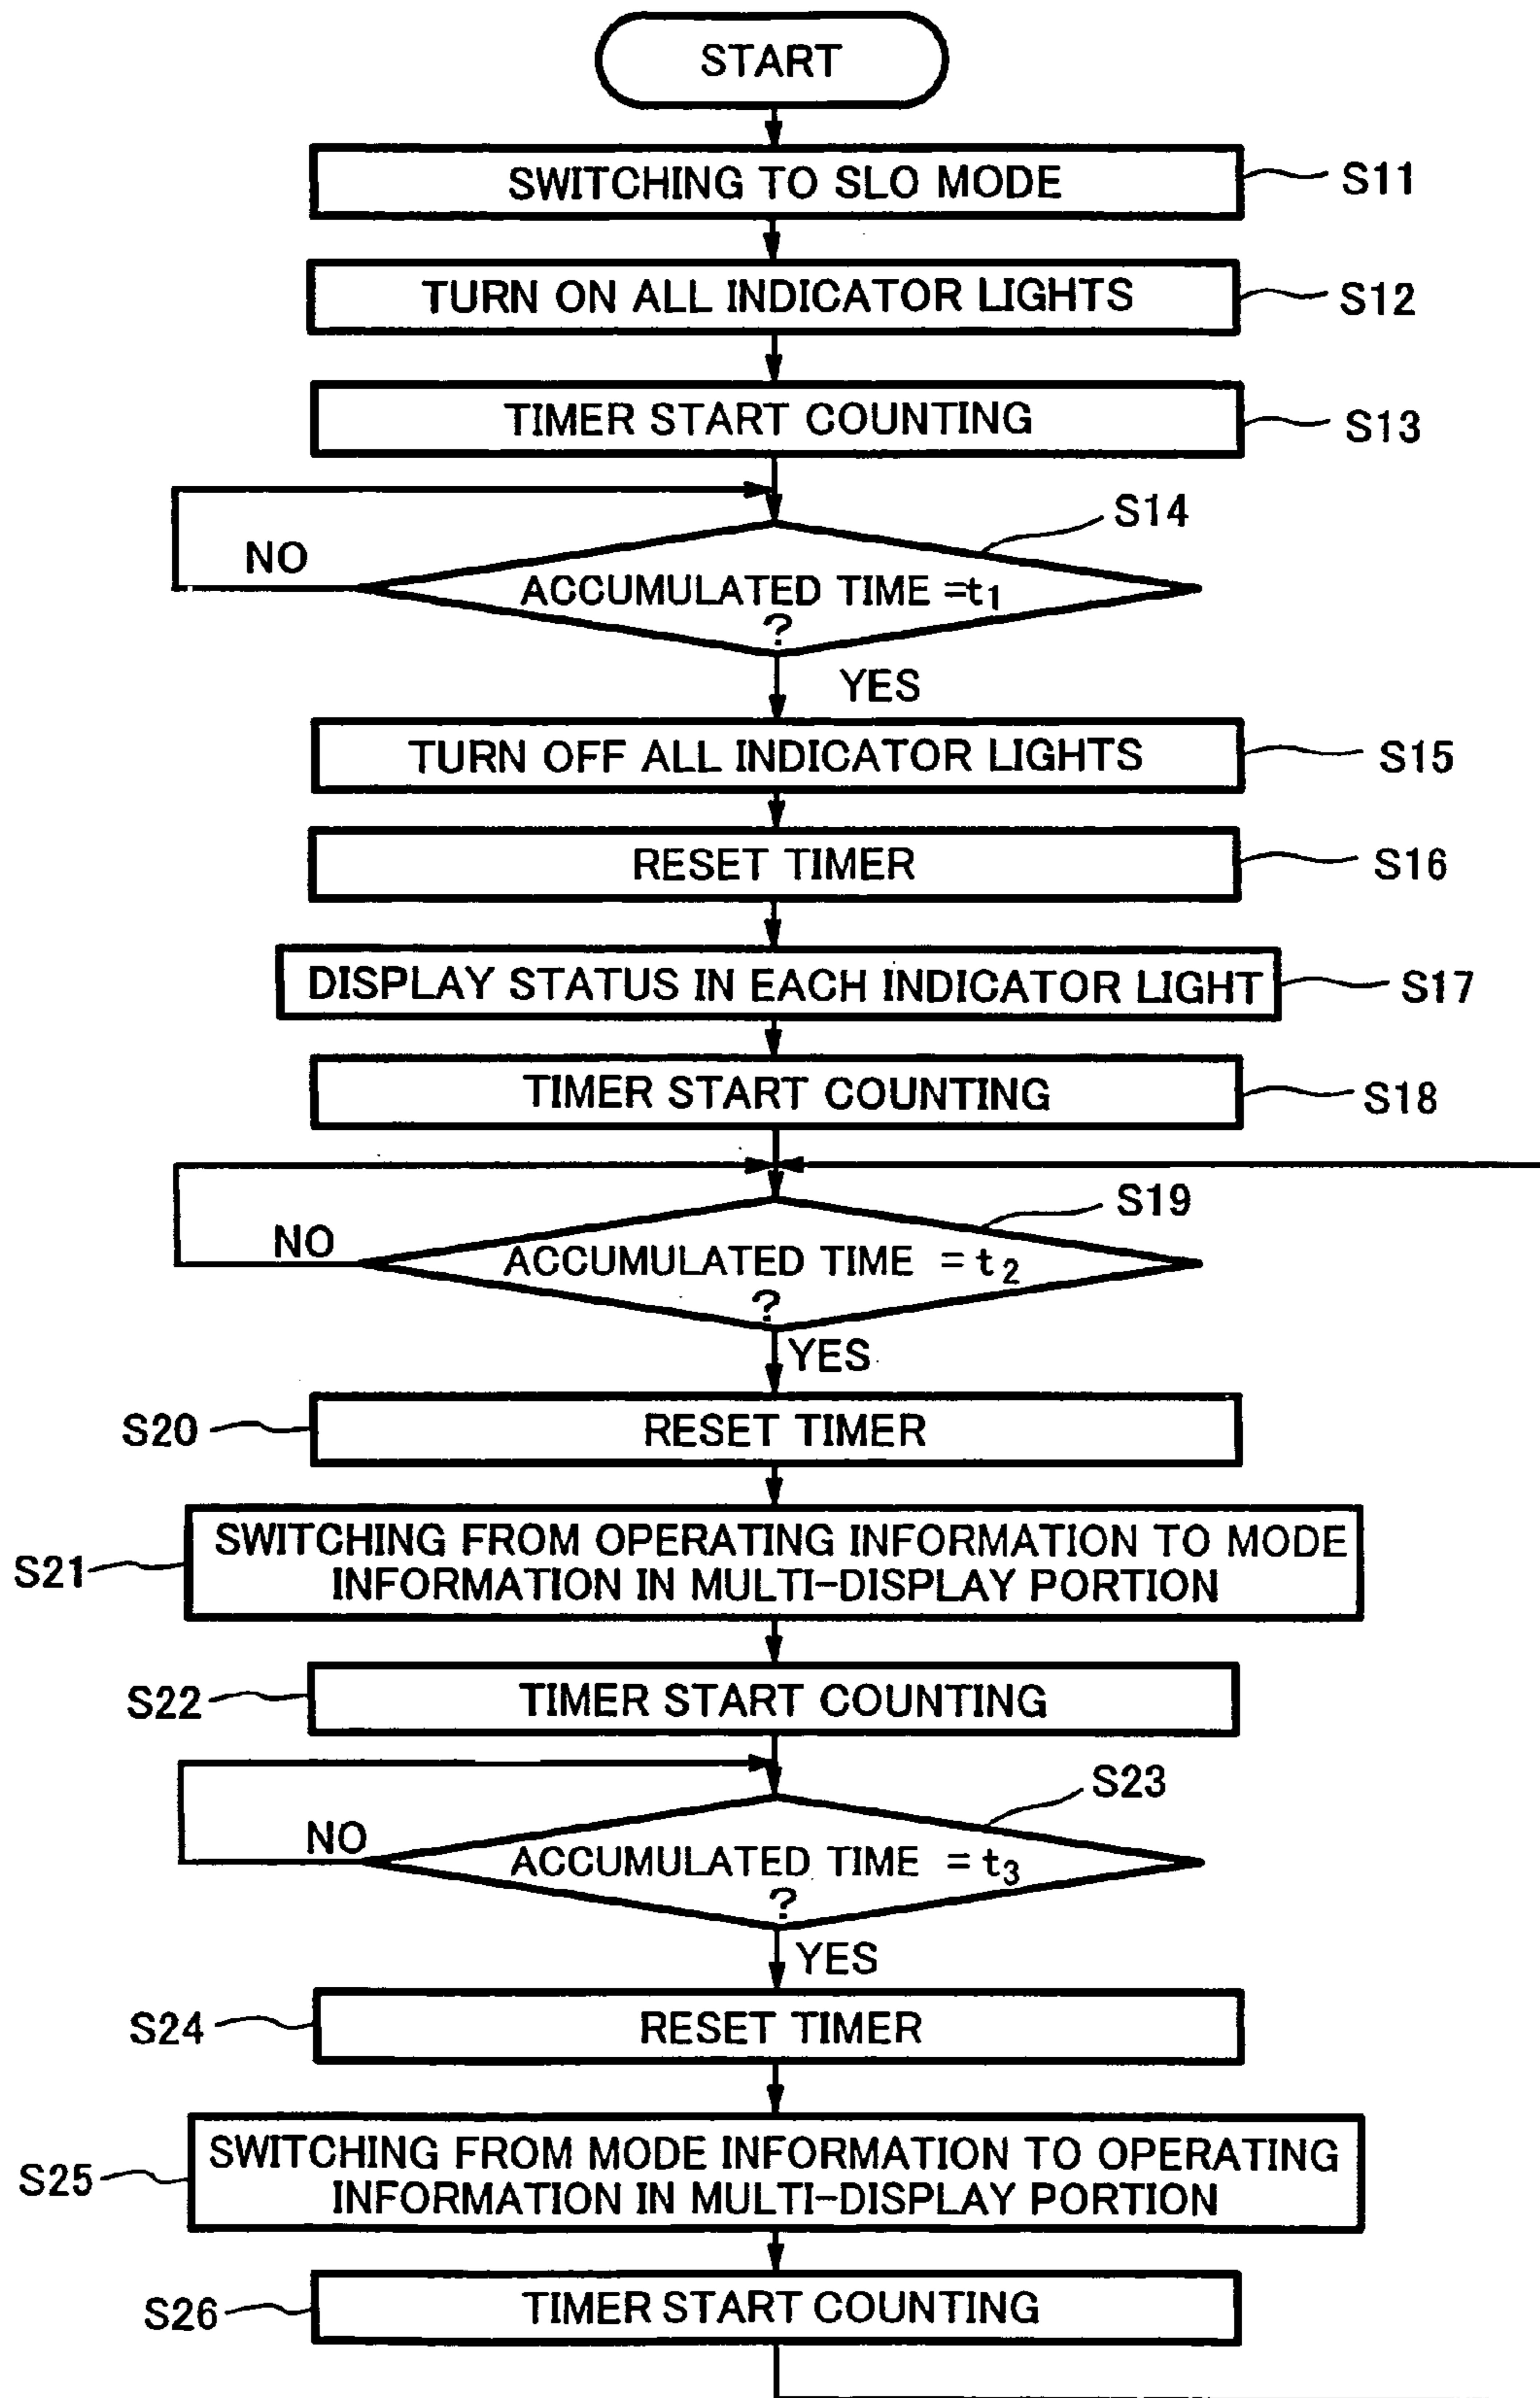 START
SWITCHING TO SLO MODE
S11
TURN ON ALL INDICATOR LIGHTS
S12
TIMER START COUNTING
S13
S14
NO
ACCUMULATED TIME =t1
?
YES
TURN OFF ALL INDICATOR LIGHTS
S15
RESET TIMER
S16
DISPLAY STATUS IN EACH INDICATOR LIGHT
S17
TIMER START COUNTING
S18
S19
NO
ACCUMULATED TIME = t2
?
YES
S20
RESET TIMER
S21
SWITCHING FROM OPERATING INFORMATION TO MODE
INFORMATION IN MULTI-DISPLAY PORTION
S22
TIMER START COUNTING
S23
NO
ACCUMULATED TIME = t3
?
YES
S24
RESET TIMER
S25
SWITCHING FROM MODE INFORMATION TO OPERATING
INFORMATION IN MULTI-DISPLAY PORTION
S26
TIMER START COUNTING